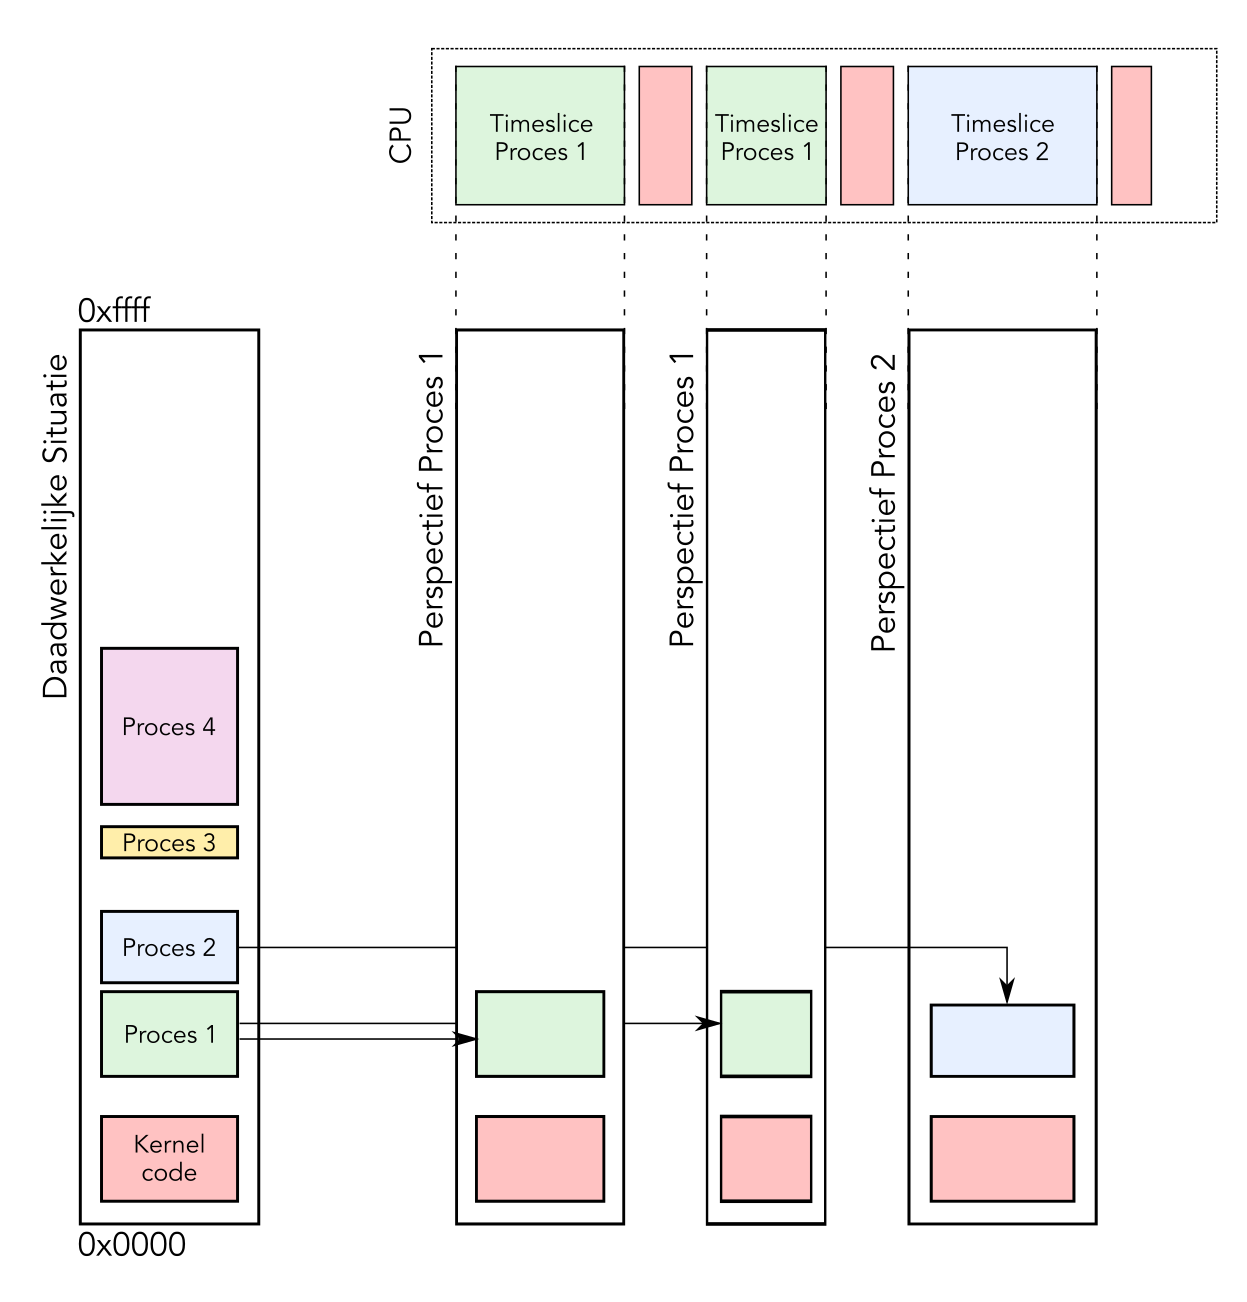 CPU
Timeslice
Proces 1
Timeslice
Proces 1
Timeslice
Proces 2
0xffff
Daadwerkelijke Situatie
Perspectief Proces 1
Perspectief Proces 1
Perspectief Proces 2
Proces 4
Proces 3
Proces 2
Proces 1
Kernel
code
0x0000